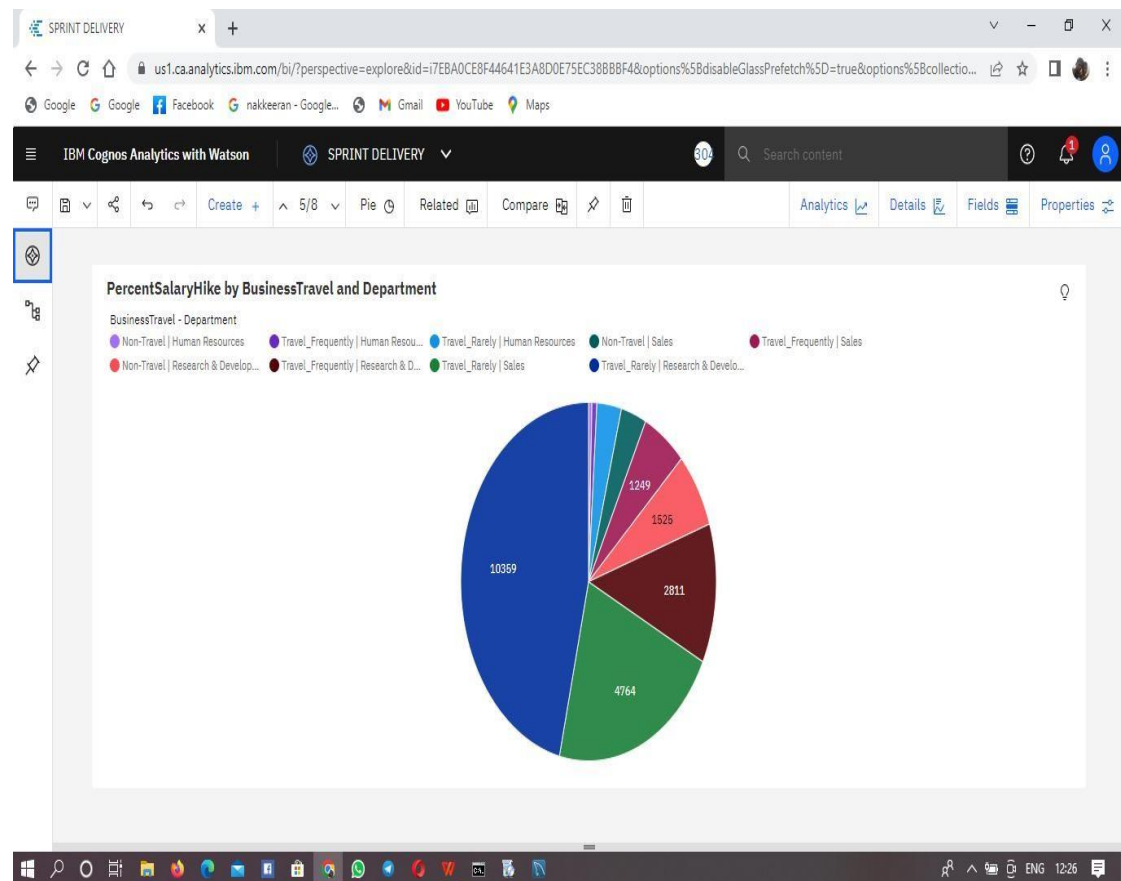 SPRINT DELIVERY
us1.ca.analytics.ibm.com/bi/?perspective=explore&id=i7EBA0CE8F44641E3A8D0E75EC38BBBF4&options%5BdisableGlassPrefetch%5D=true&options%5Bcollectio...
Google Google Facebook nakkeeran - Google... Gmail YouTube Maps
IBM Cognos Analytics with Watson SPRINT DELIVERY 304 Search content 1
Create + 5/8 Pie Related Compare Analytics Details Fields Properties
PercentSalaryHike by BusinessTravel and Department
BusinessTravel - Department
Non-Travel | Human Resources Travel_Frequently | Human Resou... Travel_Rarely | Human Resources Non-Travel | Sales Travel_Frequently | Sales
Non-Travel | Research & Develop... Travel_Frequently | Research & D... Travel_Rarely | Sales Travel_Rarely | Research & Develo...
1249
1525
10359
2811
4764
ENG 12:26